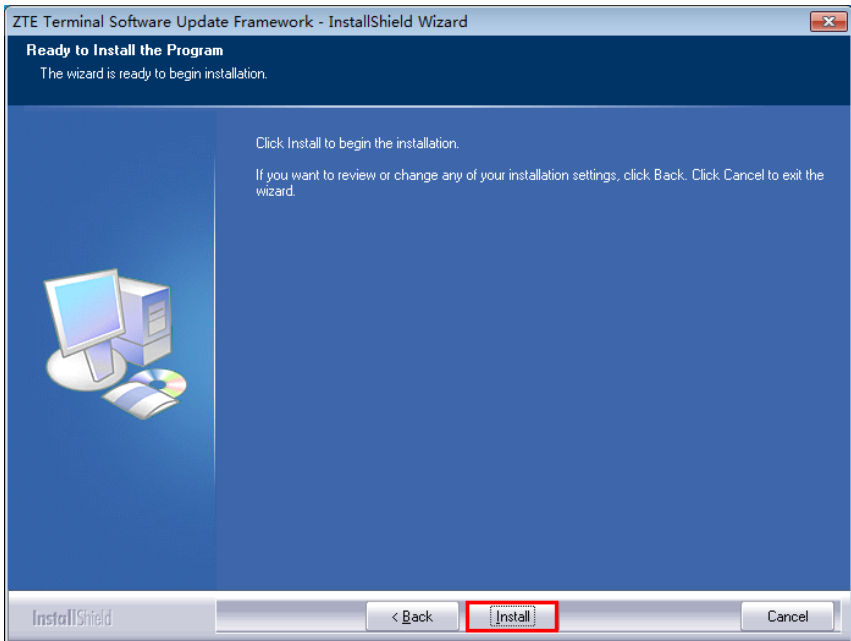 ZTE Terminal Software Update Framework - InstallShield Wizard
Ready to Install the Program
The wizard is ready to begin installation.
Click Install to begin the installation.
If you want to review or change any of your installation settings, click Back. Click Cancel to exit the
wizard.
InstallShield
< Back
Install
Cancel